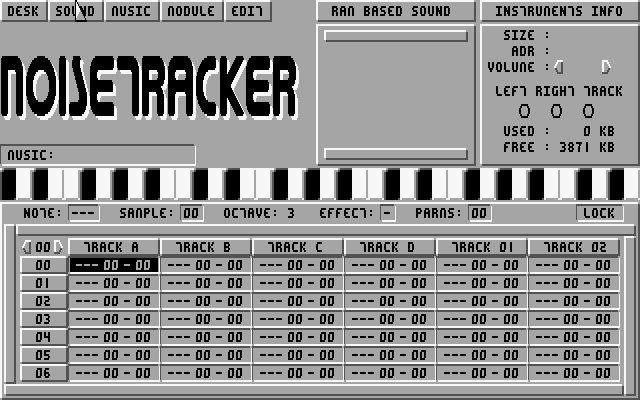 DESK SOUND MUSIC MODULE EDIT RAM BASED SOUND INSTRUMENTS INFO
SIZE :
ADR :
VOLUME :
NOISETRACKER
LEFT RIGHT TRACK
O O O
USED : 0 KB
FREE : 3871 KB
MUSIC:
NOTE: --- SAMPLE: 00 OCTAVE: 3 EFFECT: - PARMS: 00 LOCK
00 TRACK A TRACK B TRACK C TRACK D TRACK 01 TRACK 02
00 --- 00 - 00 --- 00 - 00 --- 00 - 00 --- 00 - 00 --- 00 - 00 --- 00 - 00
01 --- 00 - 00 --- 00 - 00 --- 00 - 00 --- 00 - 00 --- 00 - 00 --- 00 - 00
02 --- 00 - 00 --- 00 - 00 --- 00 - 00 --- 00 - 00 --- 00 - 00 --- 00 - 00
03 --- 00 - 00 --- 00 - 00 --- 00 - 00 --- 00 - 00 --- 00 - 00 --- 00 - 00
04 --- 00 - 00 --- 00 - 00 --- 00 - 00 --- 00 - 00 --- 00 - 00 --- 00 - 00
05 --- 00 - 00 --- 00 - 00 --- 00 - 00 --- 00 - 00 --- 00 - 00 --- 00 - 00
06 --- 00 - 00 --- 00 - 00 --- 00 - 00 --- 00 - 00 --- 00 - 00 --- 00 - 00